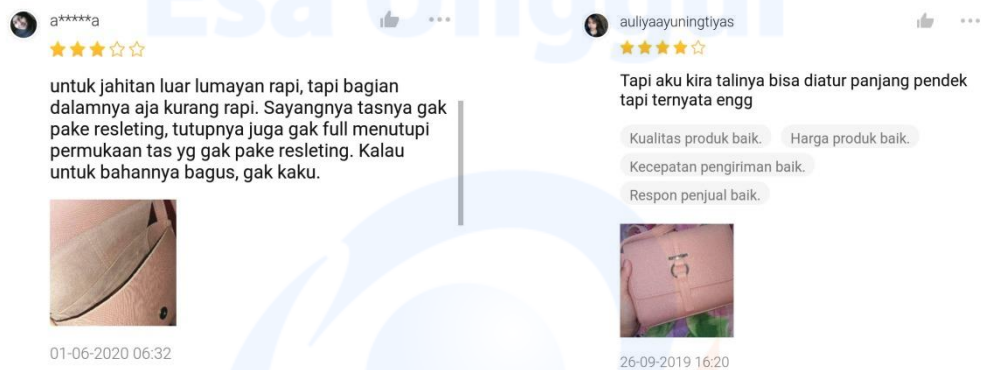 Esa Unggul
a*****a
untuk jahitan luar lumayan rapi, tapi bagian
dalamnya aja kurang rapi. Sayangnya tasnya gak
pake resleting, tutupnya juga gak full menutupi
permukaan tas yg gak pake resleting. Kalau
untuk bahannya bagus, gak kaku.
01-06-2020 06:32
auliyaayuningtiyas
Tapi aku kira talinya bisa diatur panjang pendek
tapi ternyata engg
Kualitas produk baik.
Harga produk baik.
Kecepatan pengiriman baik.
Respon penjual baik.
26-09-2019 16:20